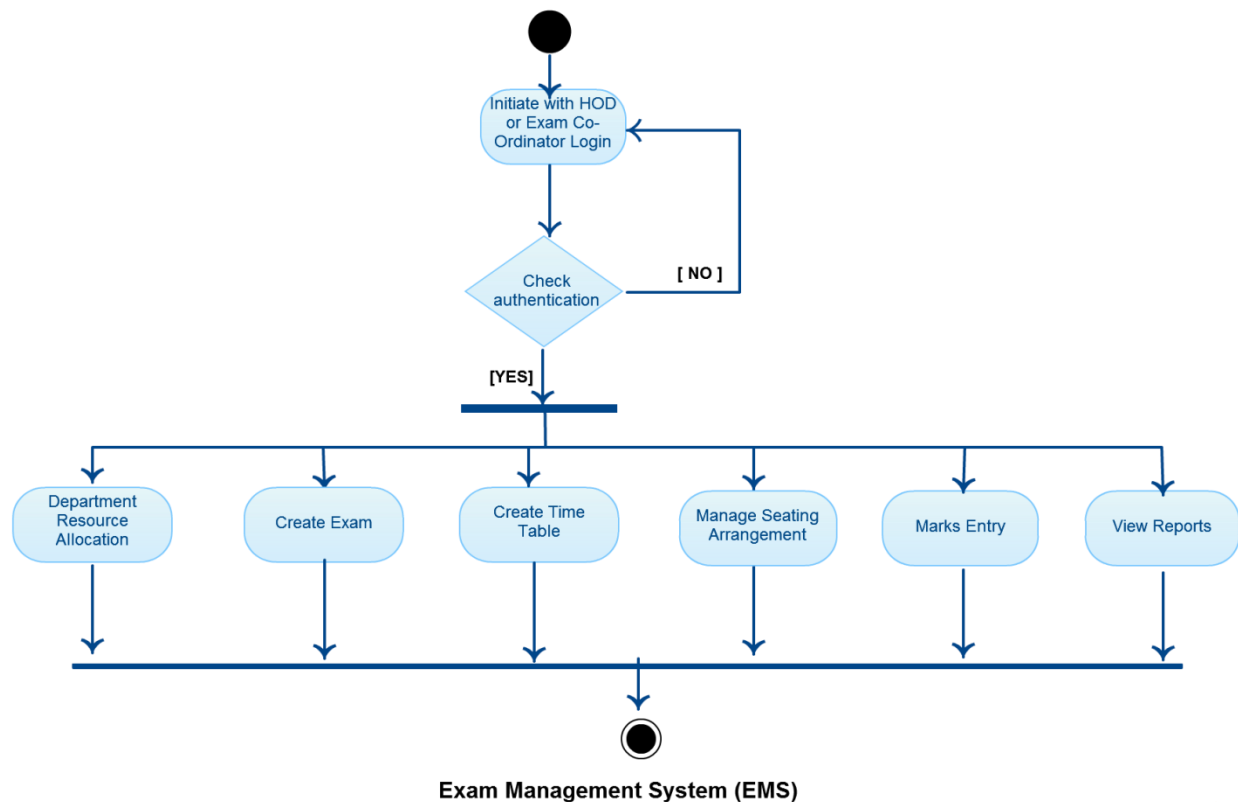 Initiate with HOD
or Exam Co-
Ordinator Login
Check
authentication
[ NO ]
[YES]
Department
Resource
Allocation
Create Exam
Create Time
Table
Manage Seating
Arrangement
Marks Entry
View Reports
Exam Management System (EMS)